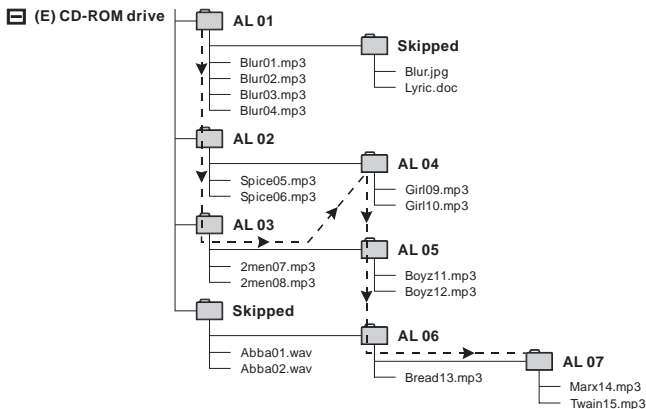 (E) CD-ROM drive
AL 01
Blur01.mp3
Blur02.mp3
Blur03.mp3
Blur04.mp3
Skipped
Blur.jpg
Lyric.doc
AL 02
Spice05.mp3
Spice06.mp3
AL 04
Girl09.mp3
Girl10.mp3
AL 03
2men07.mp3
2men08.mp3
AL 05
Boyz11.mp3
Boyz12.mp3
Skipped
Abba01.wav
Abba02.wav
AL 06
Bread13.mp3
AL 07
Marx14.mp3
Twain15.mp3